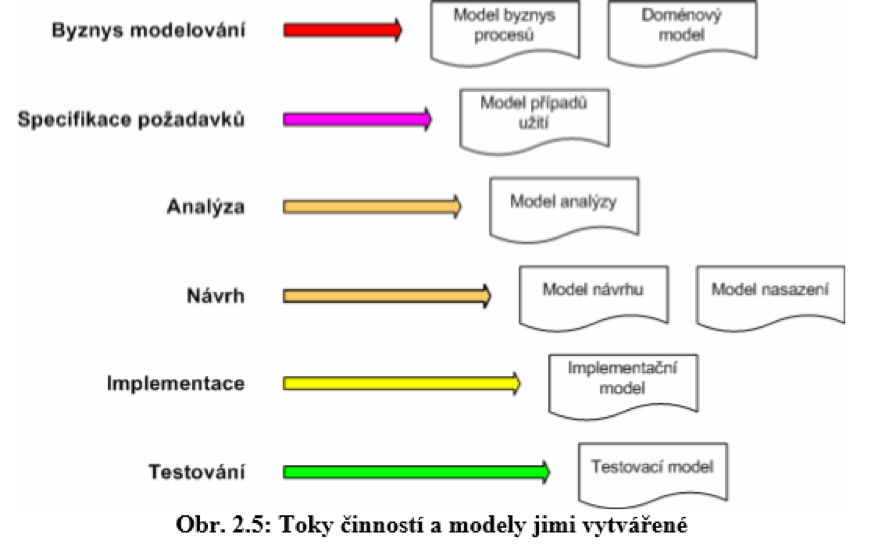 Byznys modelování
Model byznys
procesů
Doménový
model
Specifikace požadavků
Model případů
užití
Analýza
Model analýzy
Návrh
Model návrhu
Model nasazení
Implementace
Implementační
model
Testování
Testovací model
Obr. 2.5: Toky činností a modely jimi vytvářené